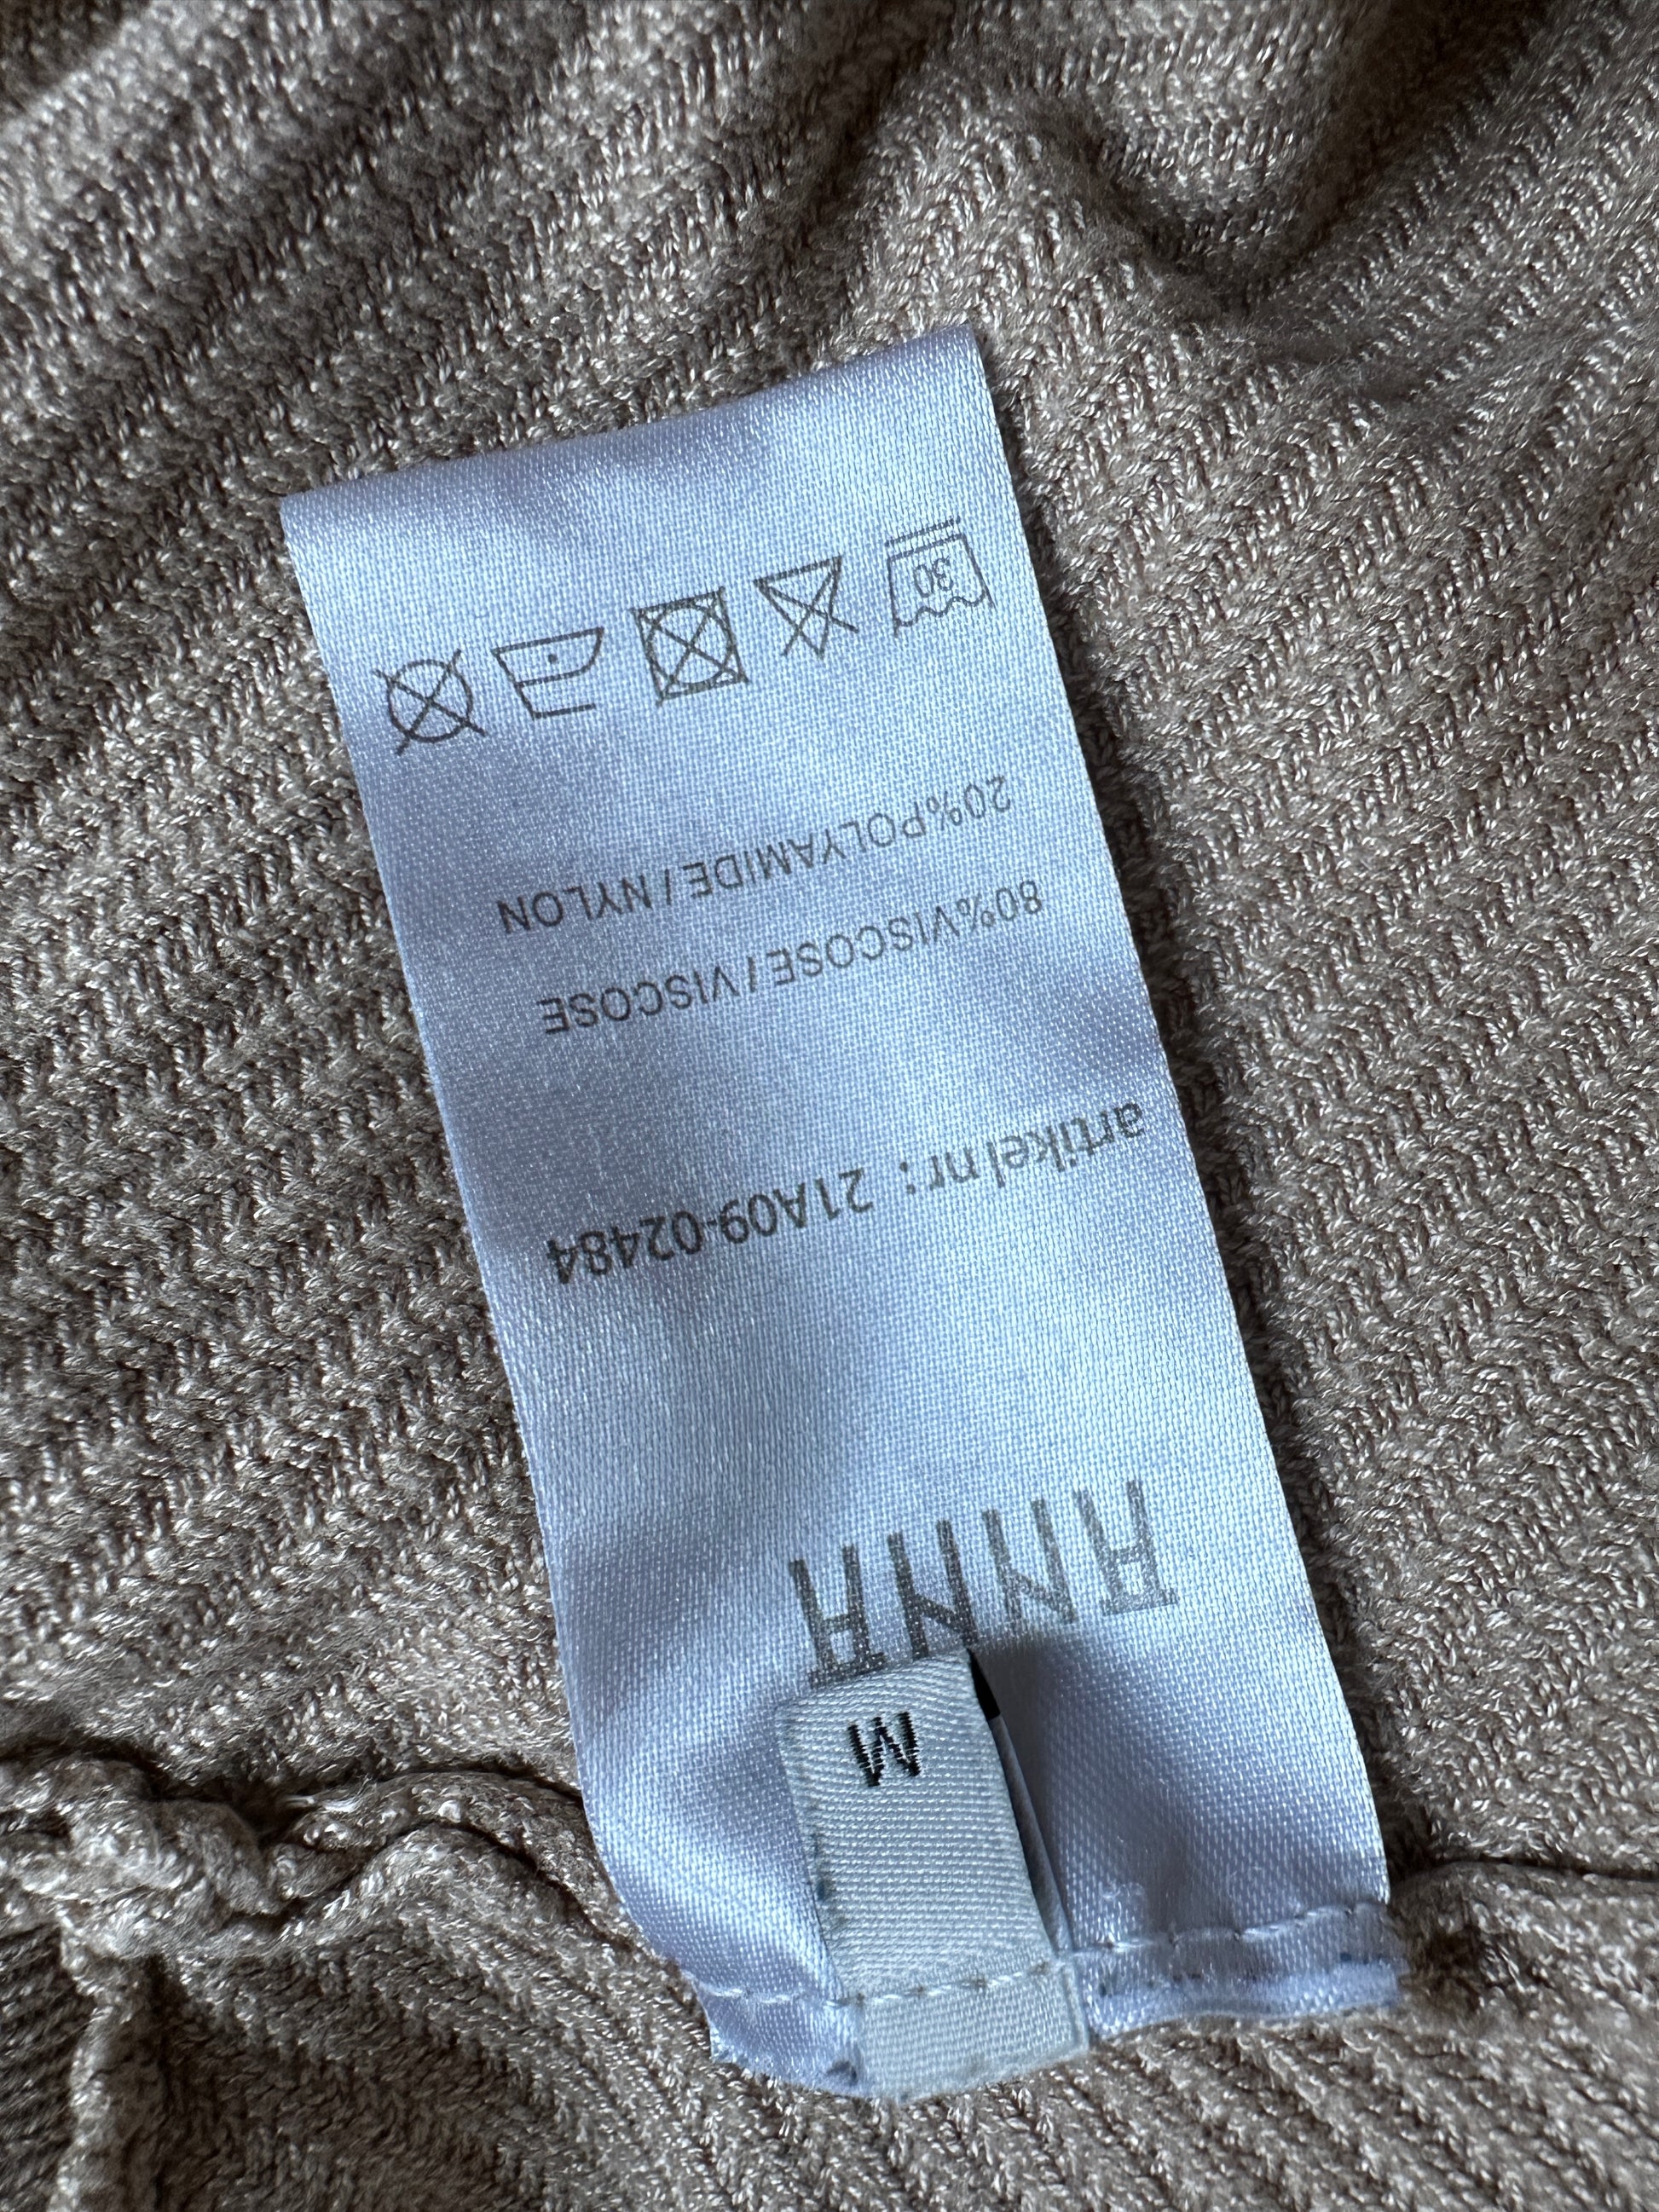 M
ANNA
artikel nr: 21A09-02484
80%VISCOSE / VISCOSE
20%POLYAMIDE / NYLON
30